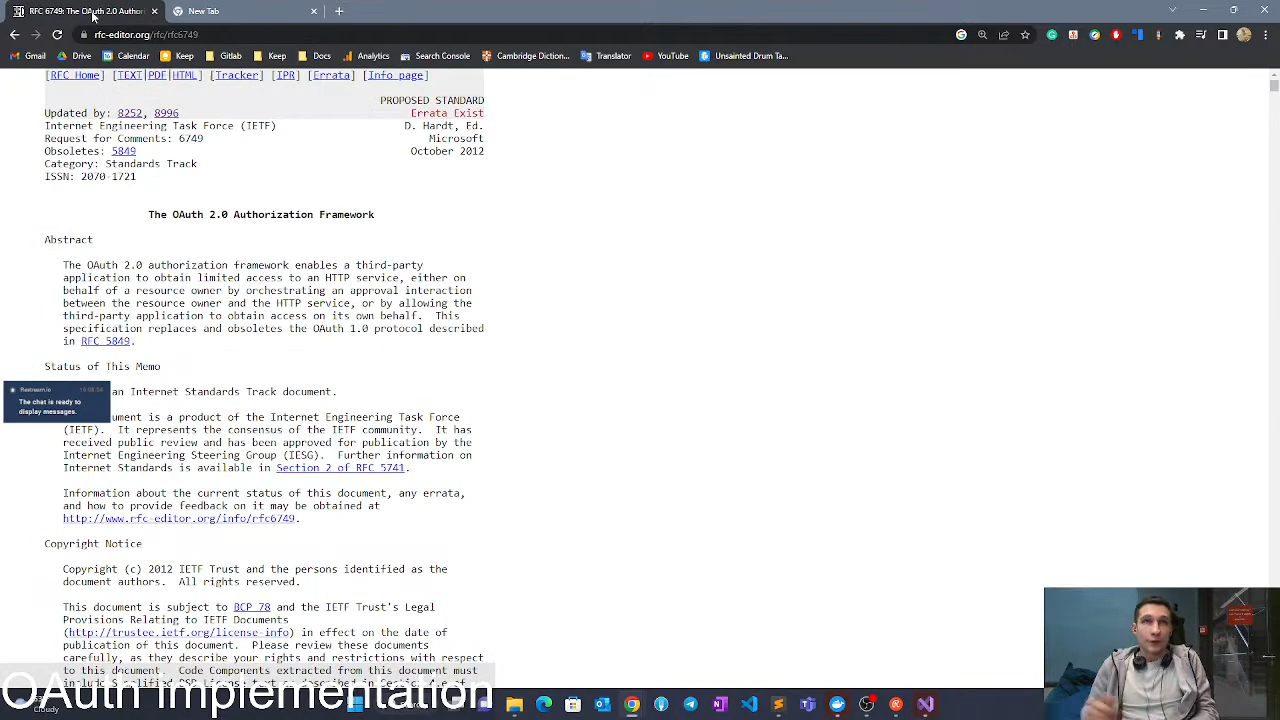 RFC 6749: The OAuth 2.0 Author
New Tab
rfc-editor.org/rfc/rfc6749
Gmail Drive Calendar Keep Gitlab Keep Docs Analytics Search Console Cambridge Diction... Translator YouTube Unsainted Drum Ta...
[RFC Home] [TEXT|PDF|HTML] [Tracker] [IPR] [Errata] [Info page]
PROPOSED STANDARD
Updated by: 8252, 8996 Errata Exist
Internet Engineering Task Force (IETF) D. Hardt, Ed.
Request for Comments: 6749 Microsoft
Obsoletes: 5849 October 2012
Category: Standards Track
ISSN: 2070-1721
The OAuth 2.0 Authorization Framework
Abstract
The OAuth 2.0 authorization framework enables a third-party
application to obtain limited access to an HTTP service, either on
behalf of a resource owner by orchestrating an approval interaction
between the resource owner and the HTTP service, or by allowing the
third-party application to obtain access on its own behalf. This
specification replaces and obsoletes the OAuth 1.0 protocol described
in RFC 5849.
Status of This Memo
an Internet Standards Track document.
Restream.io
The chat is ready to
display messages.
ument is a product of the Internet Engineering Task Force
(IETF). It represents the consensus of the IETF community. It has
received public review and has been approved for publication by the
Internet Engineering Steering Group (IESG). Further information on
Internet Standards is available in Section 2 of RFC 5741.
Information about the current status of this document, any errata,
and how to provide feedback on it may be obtained at
http://www.rfc-editor.org/info/rfc6749.
Copyright Notice
Copyright (c) 2012 IETF Trust and the persons identified as the
document authors. All rights reserved.
This document is subject to BCP 78 and the IETF Trust's Legal
Provisions Relating to IETF Documents
(http://trustee.ietf.org/license-info) in effect on the date of
publication of this document. Please review these documents
carefully, as they describe your rights and restrictions with respect
to this document. Code Components extracted from this document must
OAuth Implementation
Cloudy